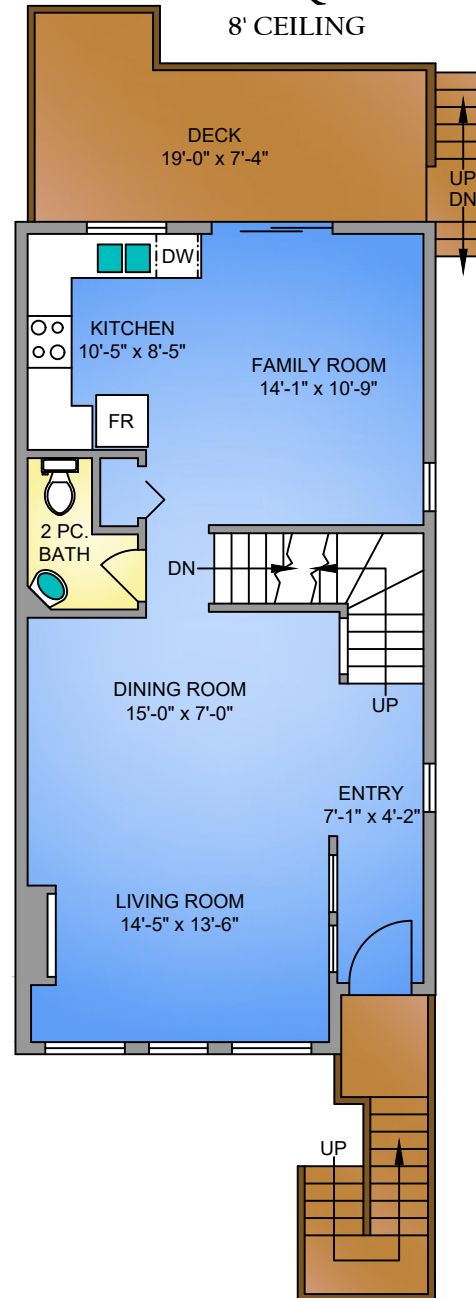 8' CEILING
DECK
19'-0" x 7'-4"
UP
DN
DW
KITCHEN
10'-5" x 8'-5"
FAMILY ROOM
14'-1" x 10'-9"
FR
2 PC.
BATH
DN
UP
DINING ROOM
15'-0" x 7'-0"
ENTRY
7'-1" x 4'-2"
LIVING ROOM
14'-5" x 13'-6"
UP